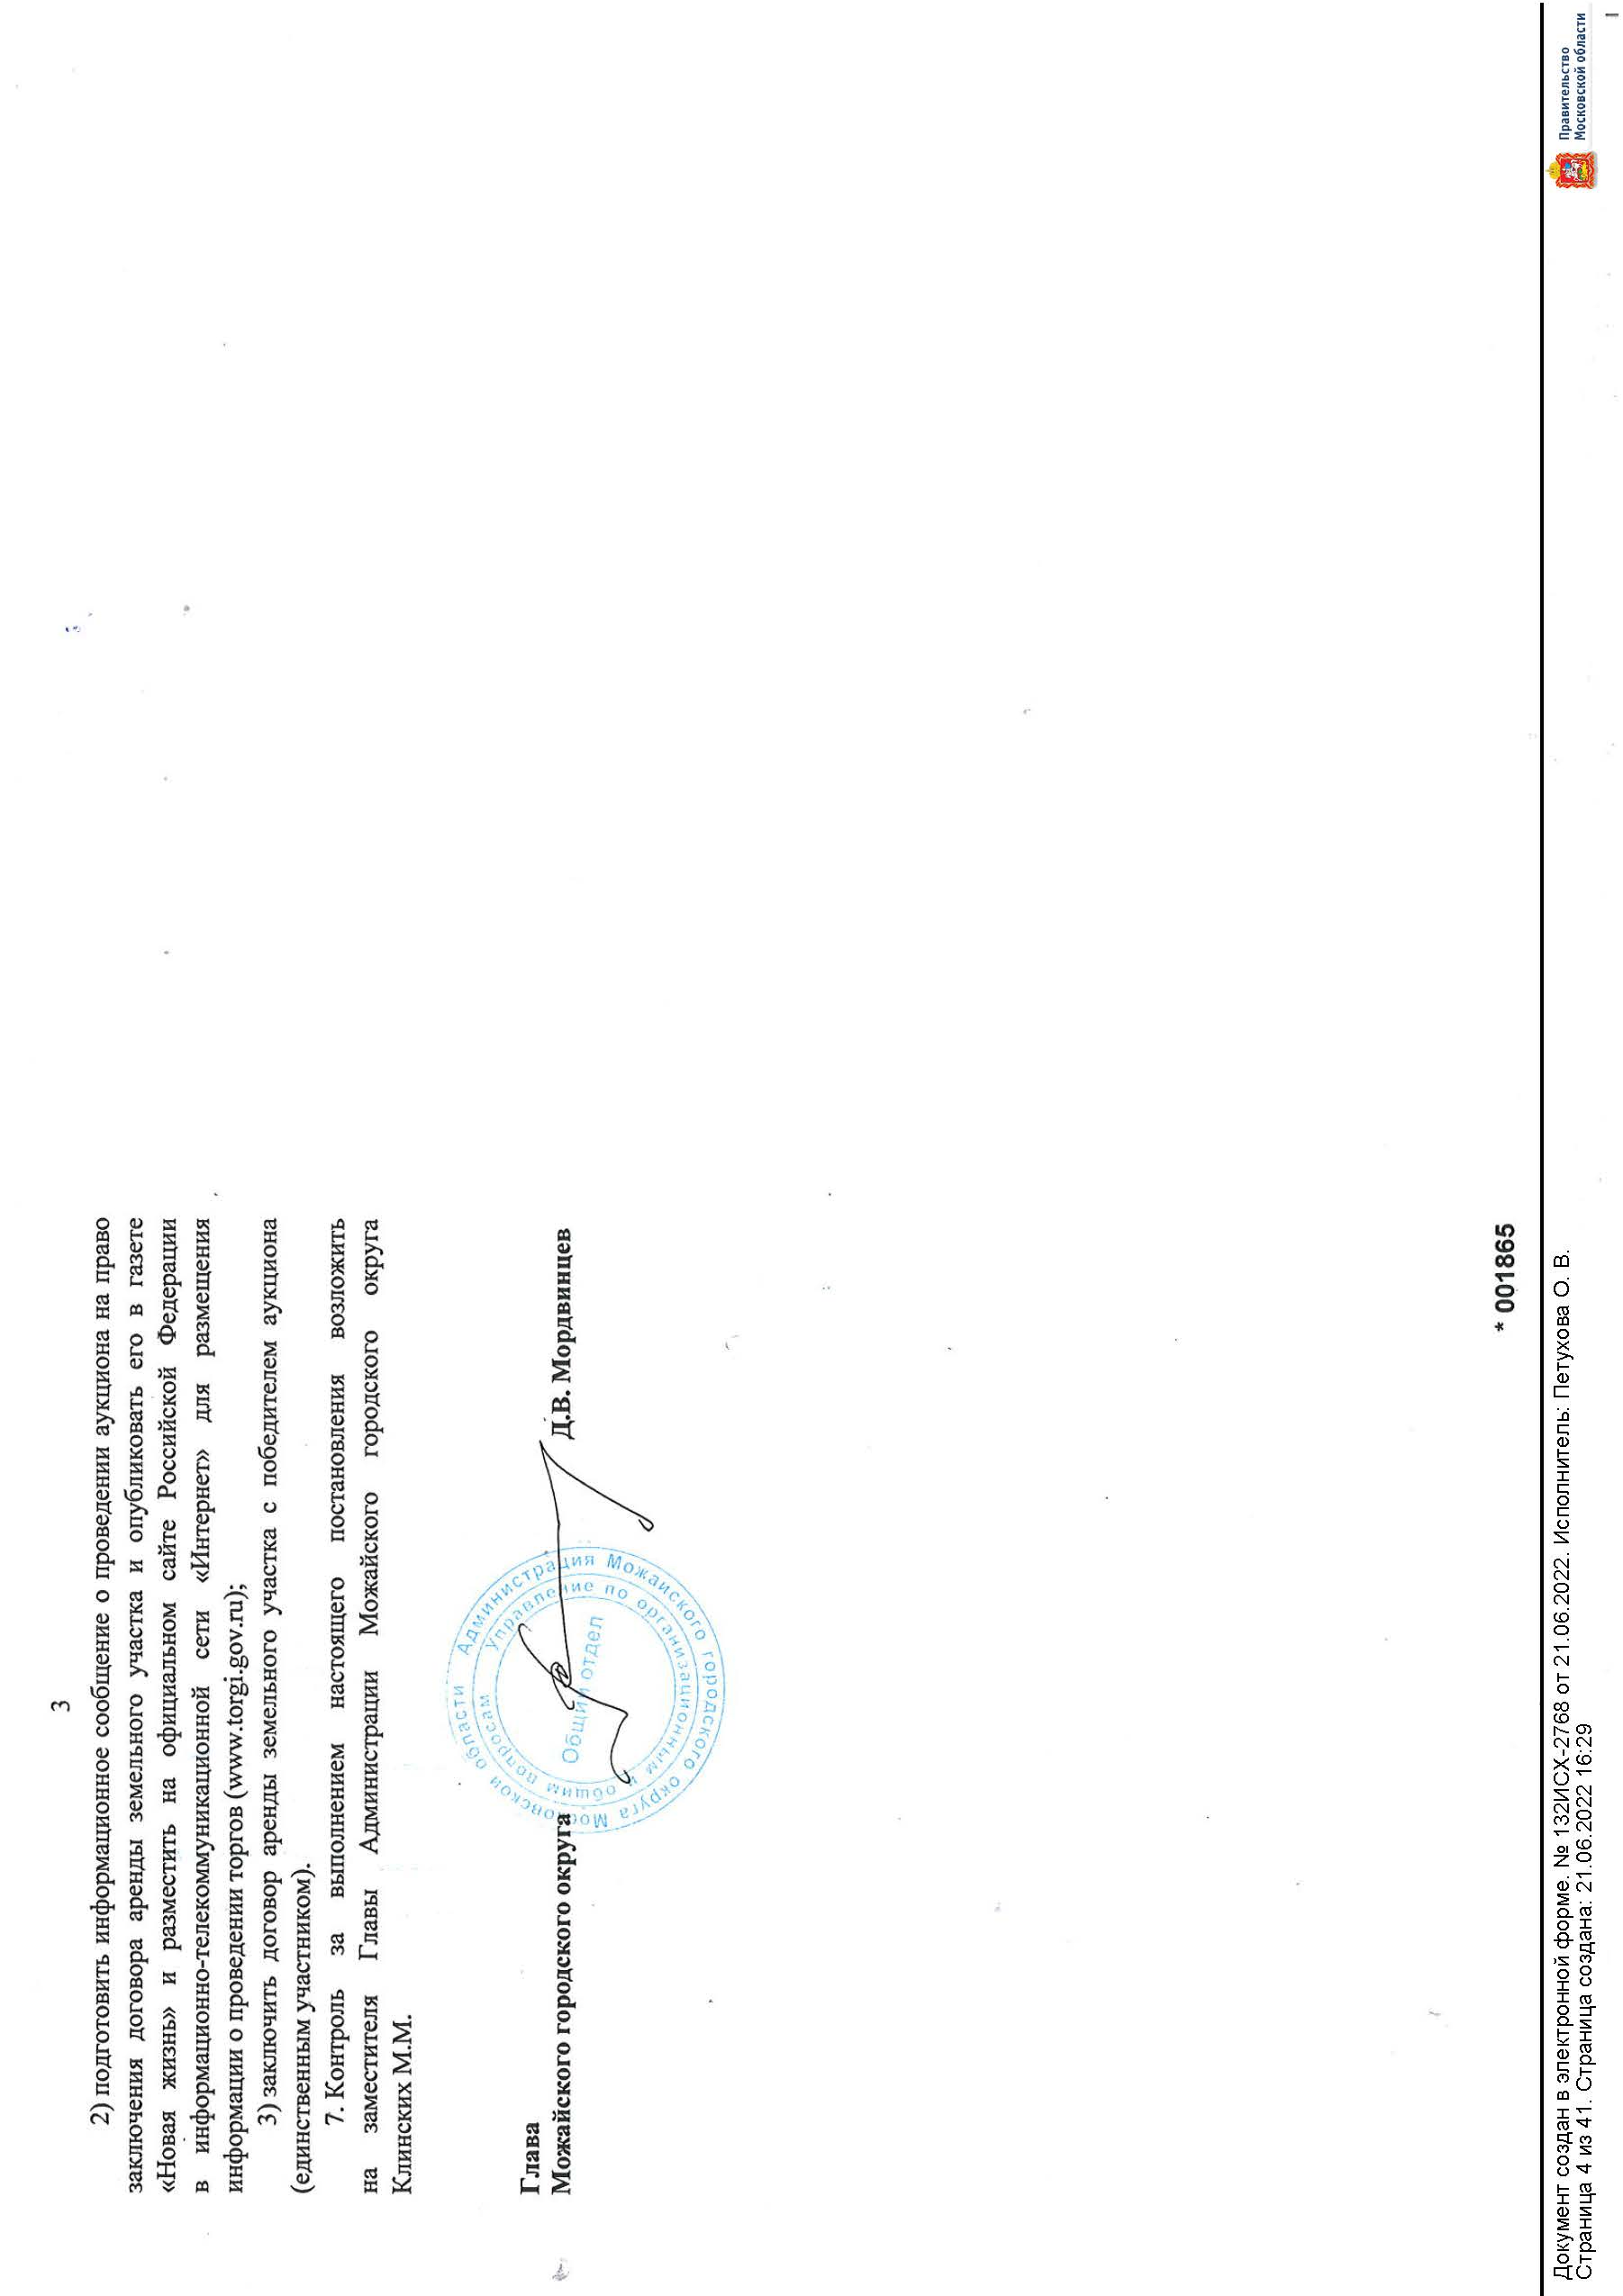 3
2) подготовить информационное сообщение о проведении аукциона на право
заключения договора аренды земельного участка и опубликовать его в газете
«Новая жизнь» и разместить на официальном сайте Российской Федерации
в информационно-телекоммуникационной сети «Интернет» для размещения
информации о проведении торгов (www.torgi.gov.ru);
3) заключить договор аренды земельного участка с победителем аукциона
(единственным участником).
7. Контроль за выполнением настоящего постановления возложить
на заместителя Главы Администрации Можайского городского округа
Клинских М.М.
Глава
Можайского городского округа Д.В. Мордвинцев
Администрация Можайского городского округа Московской области
Управление по организационным и общим вопросам
Общий отдел
* 001865
Документ создан в электронной форме. № 132ИСХ-2768 от 21.06.2022. Исполнитель: Петухова О. В.
Страница 4 из 41. Страница создана: 21.06.2022 16:29
Правительство
Московской области